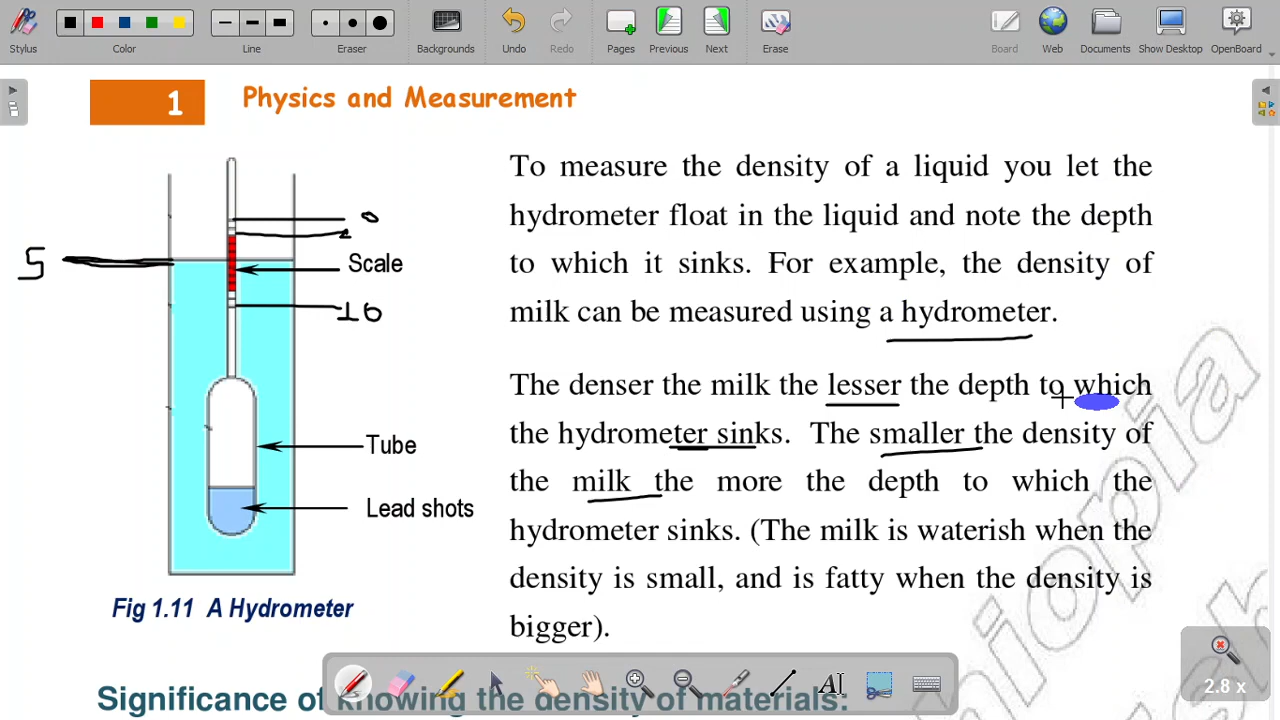 Stylus
Color
Line
Eraser
Backgrounds
Undo
Redo
Pages
Previous
Next
Erase
Board
Web
Documents
Show Desktop
OpenBoard
1 Physics and Measurement
To measure the density of a liquid you let the
hydrometer float in the liquid and note the depth
to which it sinks. For example, the density of
milk can be measured using a hydrometer.
The denser the milk the lesser the depth to which
the hydrometer sinks. The smaller the density of
the milk the more the depth to which the
hydrometer sinks. (The milk is waterish when the
density is small, and is fatty when the density is
bigger).
5
Scale
10
Tube
Lead shots
Fig 1.11 A Hydrometer
Significance of knowing the density of materials:
2.8 x